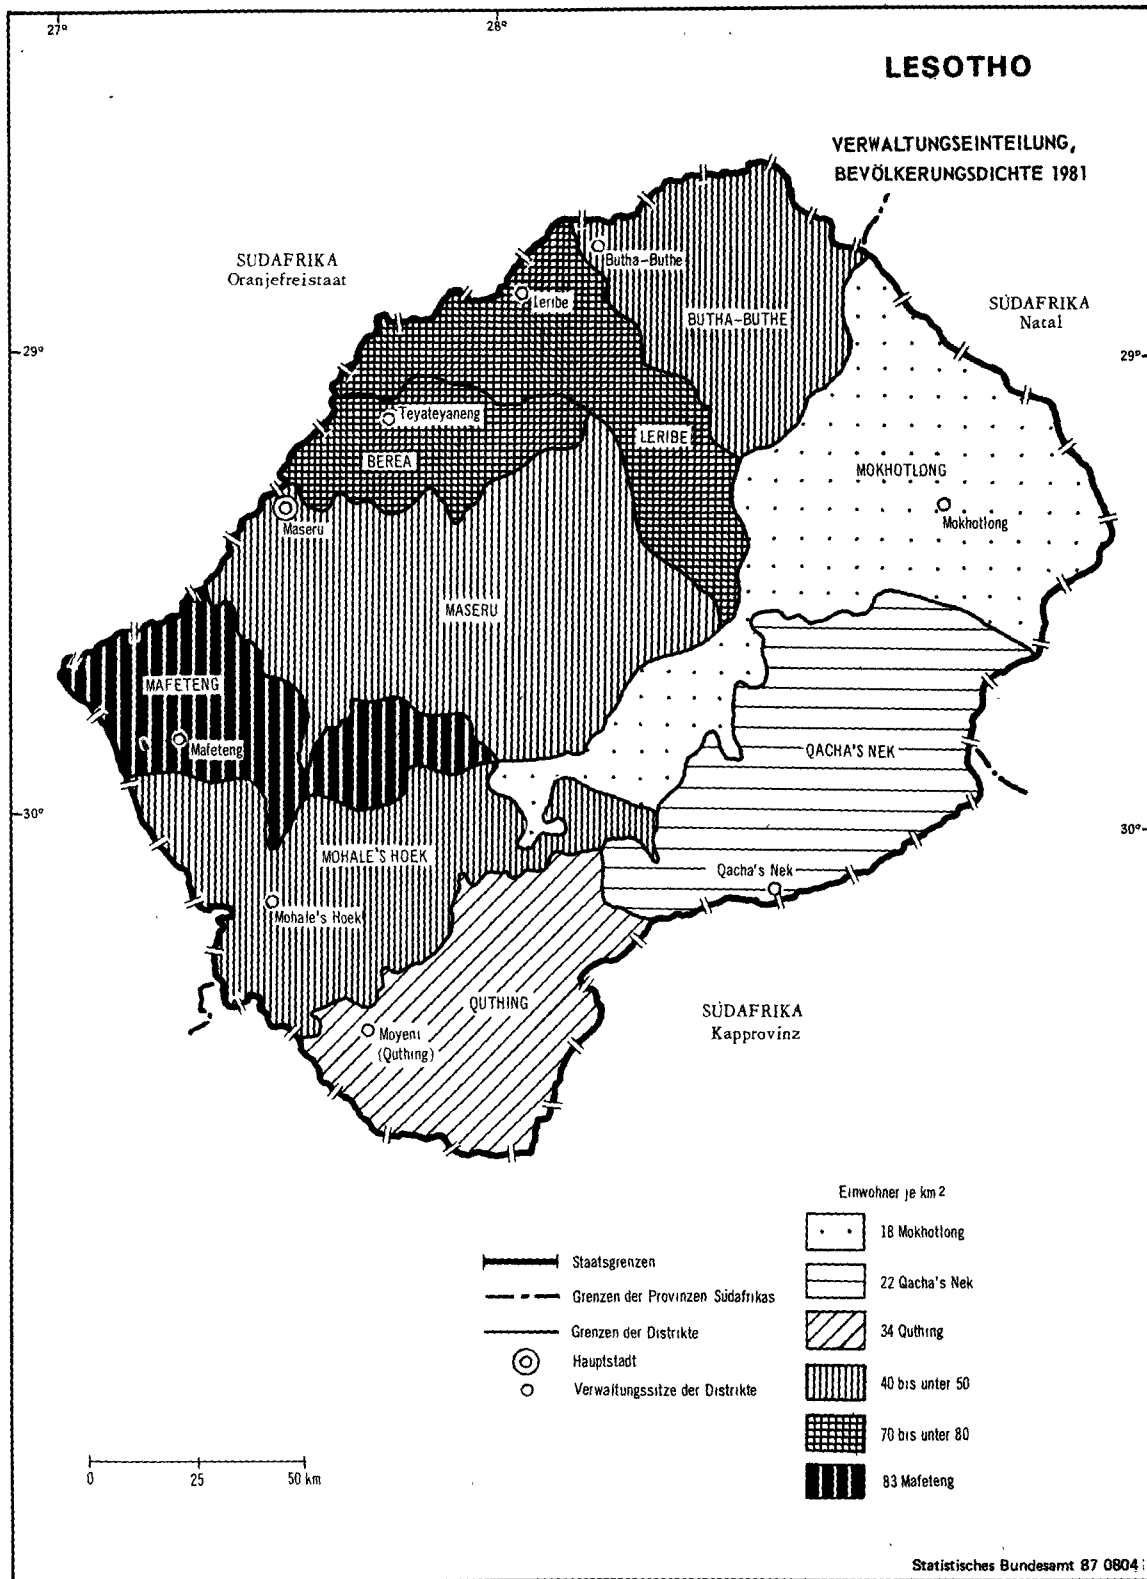 27°
28°
LESOTHO
VERWALTUNGSEINTEILUNG,
BEVÖLKERUNGSDICHTE 1981
SÜDAFRIKA
Oranjefreistaat
Butha-Buthe
Leribe
BUTHA-BUTHE
SÜDAFRIKA
Natal
29°
29°
Teyateyaneng
BEREA
LERIBE
MOKHOTLONG
Mokhotlong
Maseru
MASERU
MAFETENG
Mafeteng
QACHA'S NEK
30°
30°
MOHALE'S HOEK
Qacha's Nek
Mohale's Hoek
QUTHING
SÜDAFRIKA
Kapprovinz
Moyeni
(Quthing)
Einwohner je km²
18 Mokhotlong
22 Qacha's Nek
34 Quthing
40 bis unter 50
70 bis unter 80
83 Mafeteng
Staatsgrenzen
Grenzen der Provinzen Südafrikas
Grenzen der Distrikte
Hauptstadt
Verwaltungssitze der Distrikte
0 25 50 km
Statistisches Bundesamt 87 0804